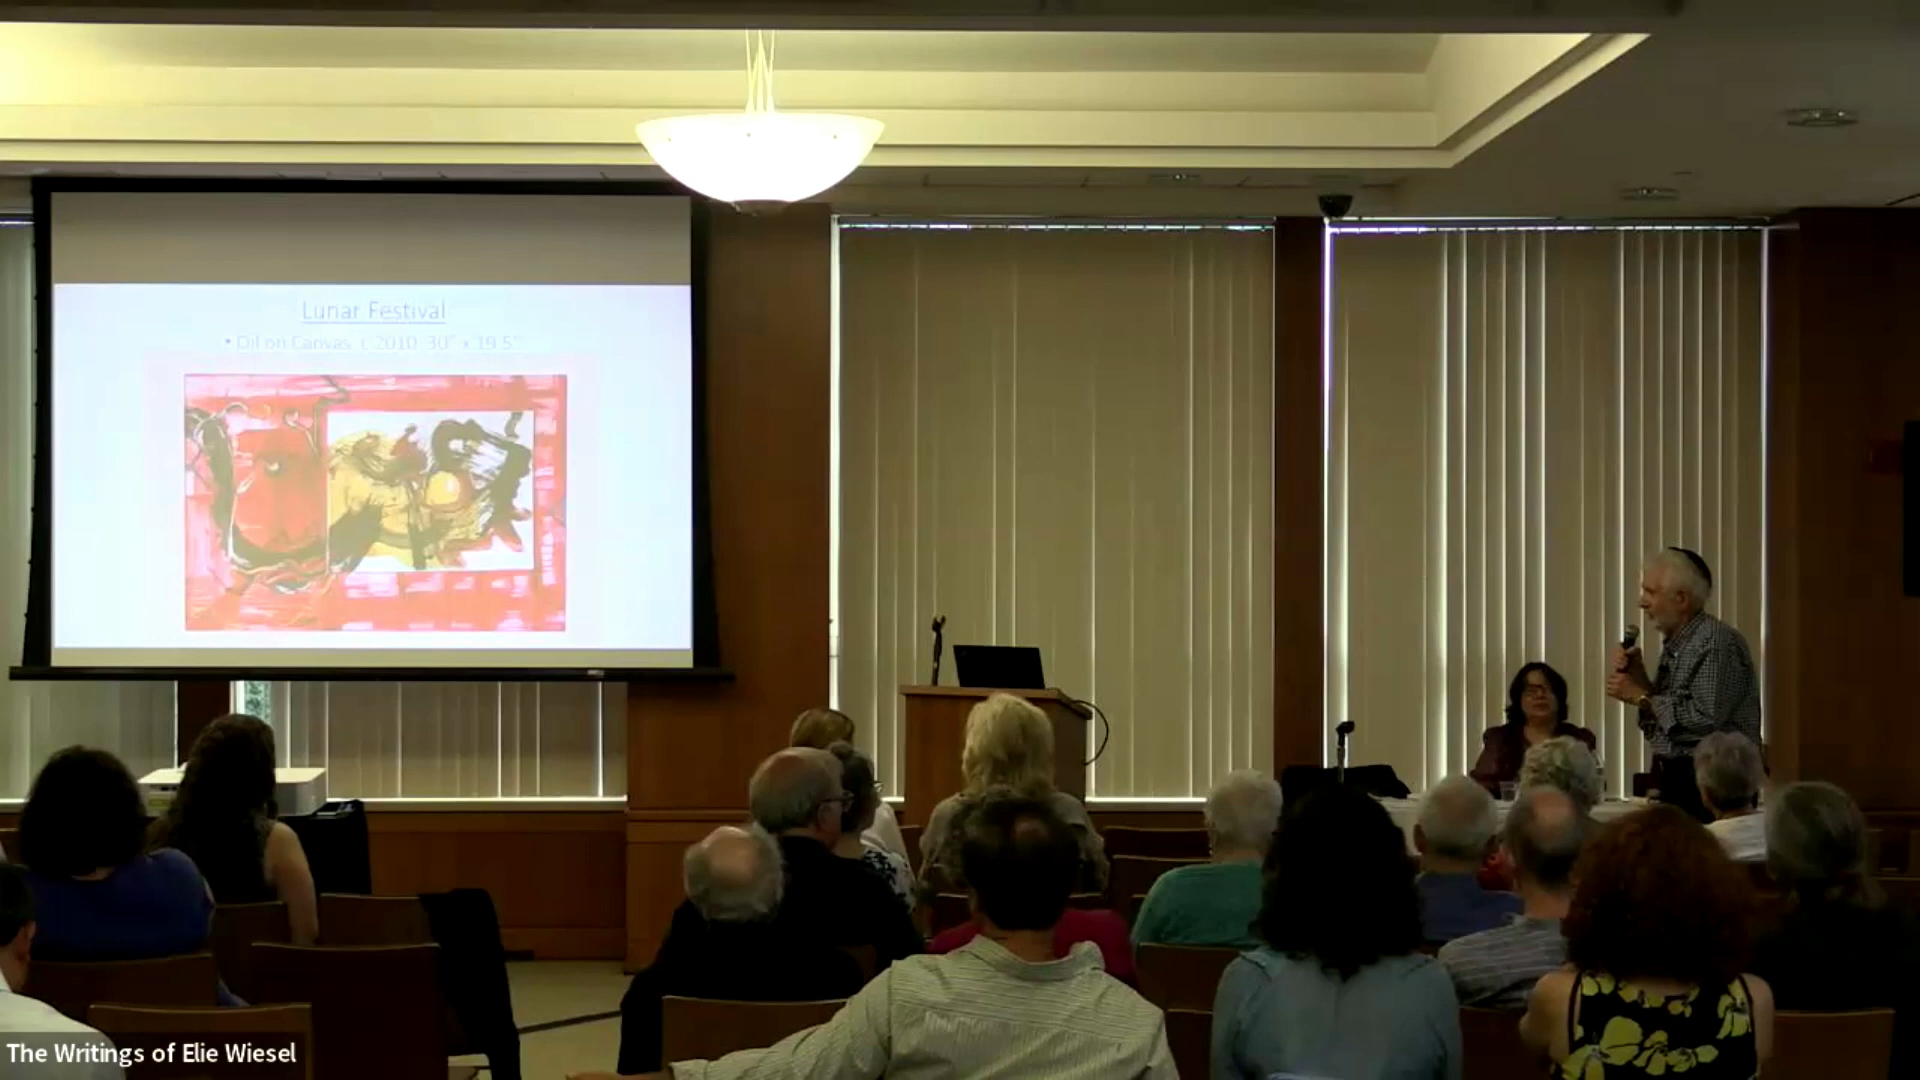 Lunar Festival
• Oil on Canvas, c 2010, 30" x 19.5"
The Writings of Elie Wiesel